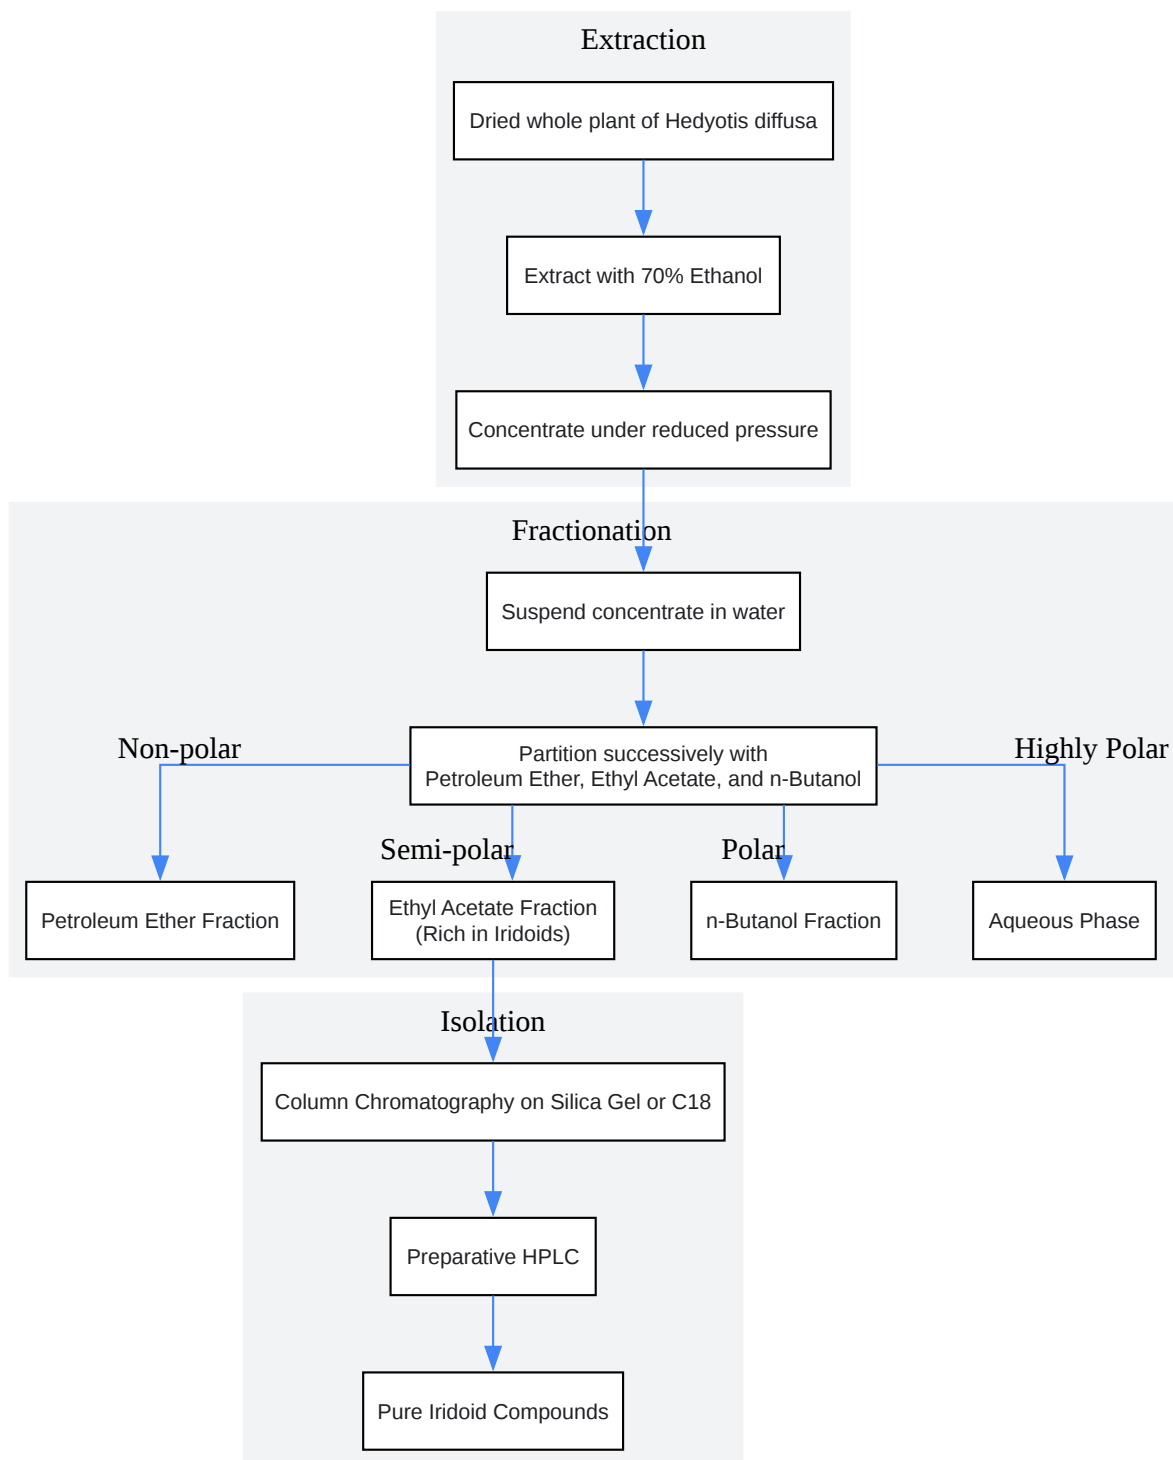 Extraction
Dried whole plant of Hedyotis diffusa
Extract with 70% Ethanol
Concentrate under reduced pressure
Fractionation
Suspend concentrate in water
Partition successively with
Petroleum Ether, Ethyl Acetate, and n-Butanol
Non-polar
Highly Polar
Semi-polar
Polar
Petroleum Ether Fraction
Ethyl Acetate Fraction
(Rich in Iridoids)
n-Butanol Fraction
Aqueous Phase
Isolation
Column Chromatography on Silica Gel or C18
Preparative HPLC
Pure Iridoid Compounds